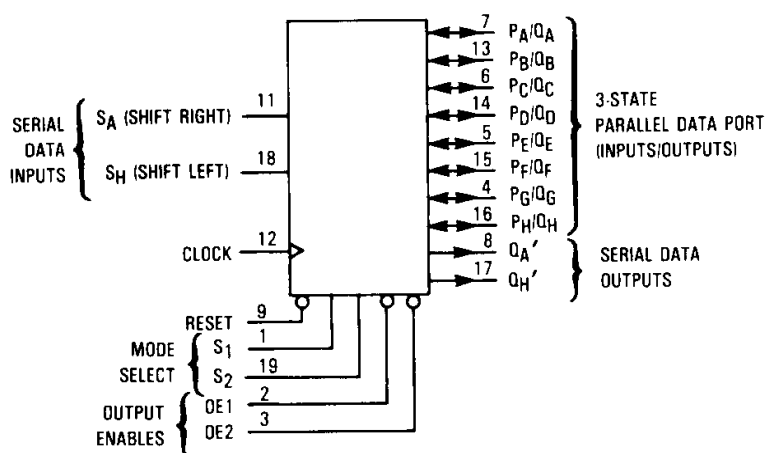 SERIAL
DATA
INPUTS
11
SA (SHIFT RIGHT)
18
SH (SHIFT LEFT)
12
CLOCK
7 PA/QA
13 PB/QB
6 PC/QC
14 PD/QD
5 PE/QE
15 PF/QF
4 PG/QG
16 PH/QH
3-STATE
PARALLEL DATA PORT
(INPUTS/OUTPUTS)
8 QA'
17 QH'
SERIAL DATA
OUTPUTS
RESET 9
MODE
SELECT
S1 1
S2 19
OUTPUT
ENABLES
OE1 2
OE2 3